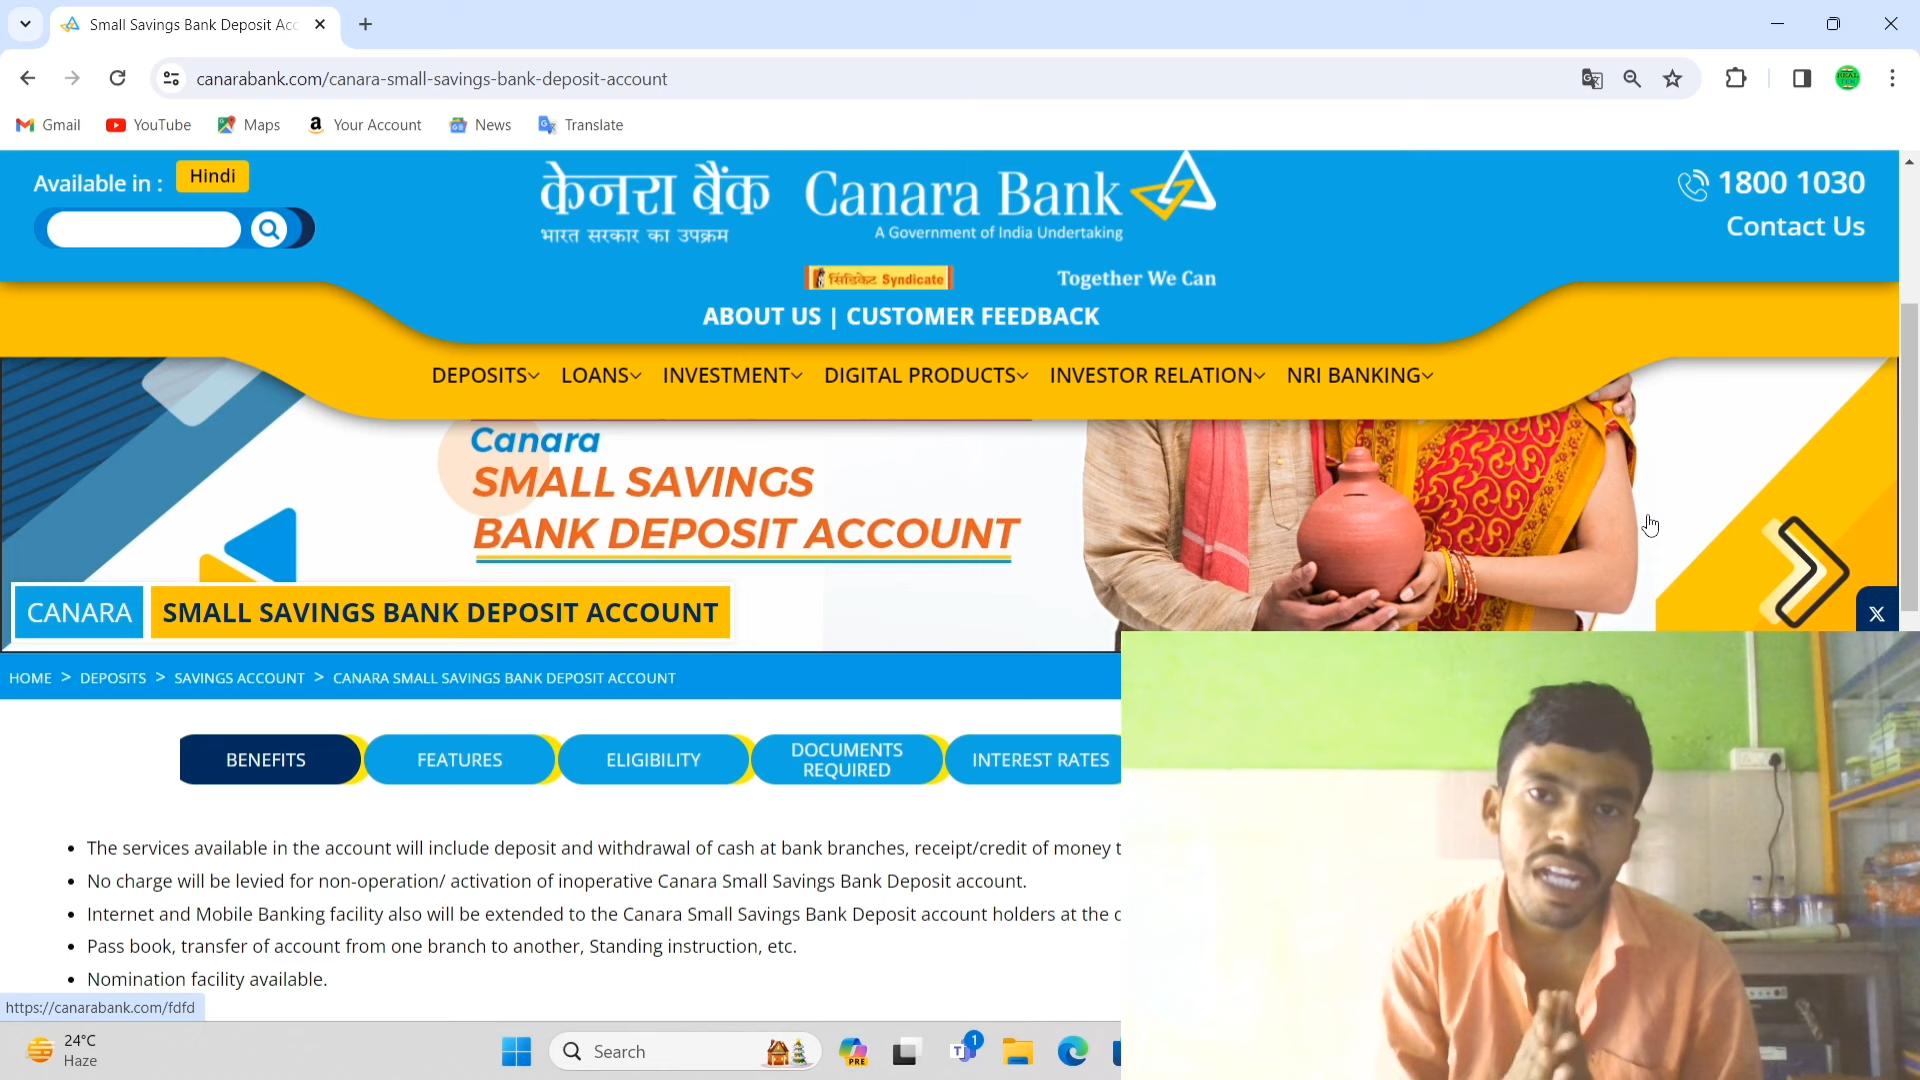 Small Savings Bank Deposit Acc
canarabank.com/canara-small-savings-bank-deposit-account
Gmail
YouTube
Maps
Your Account
News
Translate
Available in :
Hindi
केनरा बैंक
भारत सरकार का उपक्रम
Canara Bank
A Government of India Undertaking
सिंडिकेट Syndicate
Together We Can
1800 1030
Contact Us
ABOUT US | CUSTOMER FEEDBACK
DEPOSITS LOANS INVESTMENT DIGITAL PRODUCTS INVESTOR RELATION NRI BANKING
Canara
SMALL SAVINGS
BANK DEPOSIT ACCOUNT
CANARA SMALL SAVINGS BANK DEPOSIT ACCOUNT
X
HOME > DEPOSITS > SAVINGS ACCOUNT > CANARA SMALL SAVINGS BANK DEPOSIT ACCOUNT
BENEFITS
FEATURES
ELIGIBILITY
DOCUMENTS
REQUIRED
INTEREST RATES
• The services available in the account will include deposit and withdrawal of cash at bank branches, receipt/credit of money t
• No charge will be levied for non-operation/ activation of inoperative Canara Small Savings Bank Deposit account.
• Internet and Mobile Banking facility also will be extended to the Canara Small Savings Bank Deposit account holders at the c
• Pass book, transfer of account from one branch to another, Standing instruction, etc.
• Nomination facility available.
https://canarabank.com/fdfd
24°C
Haze
Search
PRE
1